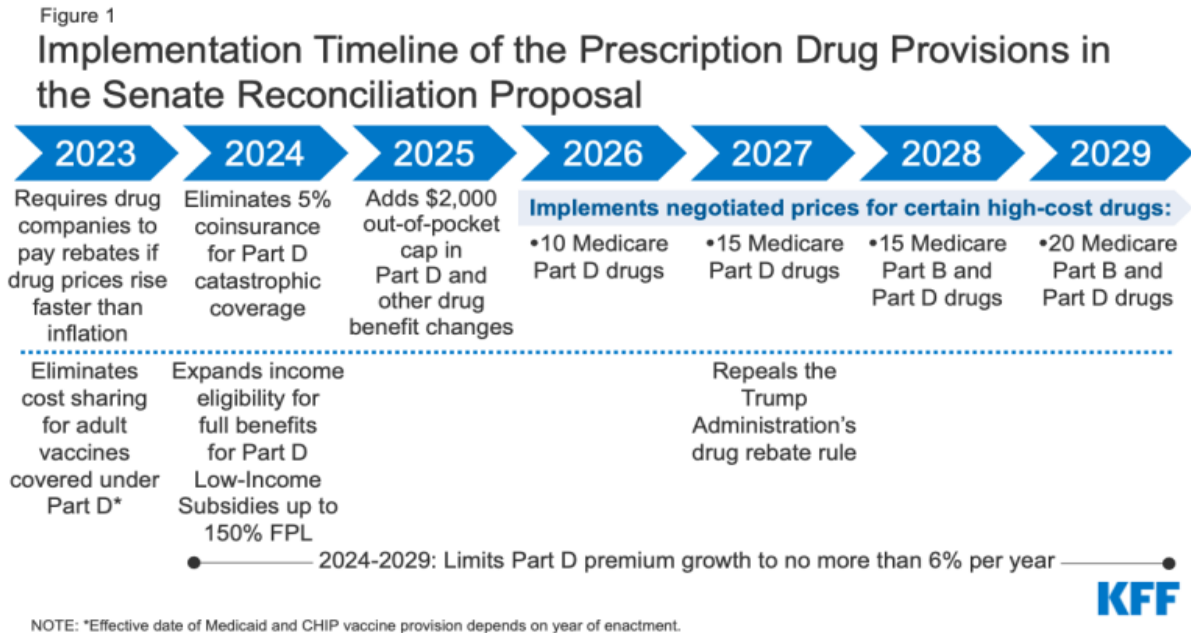 Figure 1
Implementation Timeline of the Prescription Drug Provisions in
the Senate Reconciliation Proposal
2023
2024
2025
2026
2027
2028
2029
Requires drug
companies to
pay rebates if
drug prices rise
faster than
inflation
Eliminates 5%
coinsurance
for Part D
catastrophic
coverage
Adds $2,000
out-of-pocket
cap in
Part D and
other drug
benefit changes
Implements negotiated prices for certain high-cost drugs:
•10 Medicare
Part D drugs
•15 Medicare
Part D drugs
•15 Medicare
Part B and
Part D drugs
•20 Medicare
Part B and
Part D drugs
Eliminates
cost sharing
for adult
vaccines
covered under
Part D*
Expands income
eligibility for
full benefits
for Part D
Low-Income
Subsidies up to
150% FPL
Repeals the
Trump
Administration's
drug rebate rule
2024-2029: Limits Part D premium growth to no more than 6% per year
KFF
NOTE: *Effective date of Medicaid and CHIP vaccine provision depends on year of enactment.